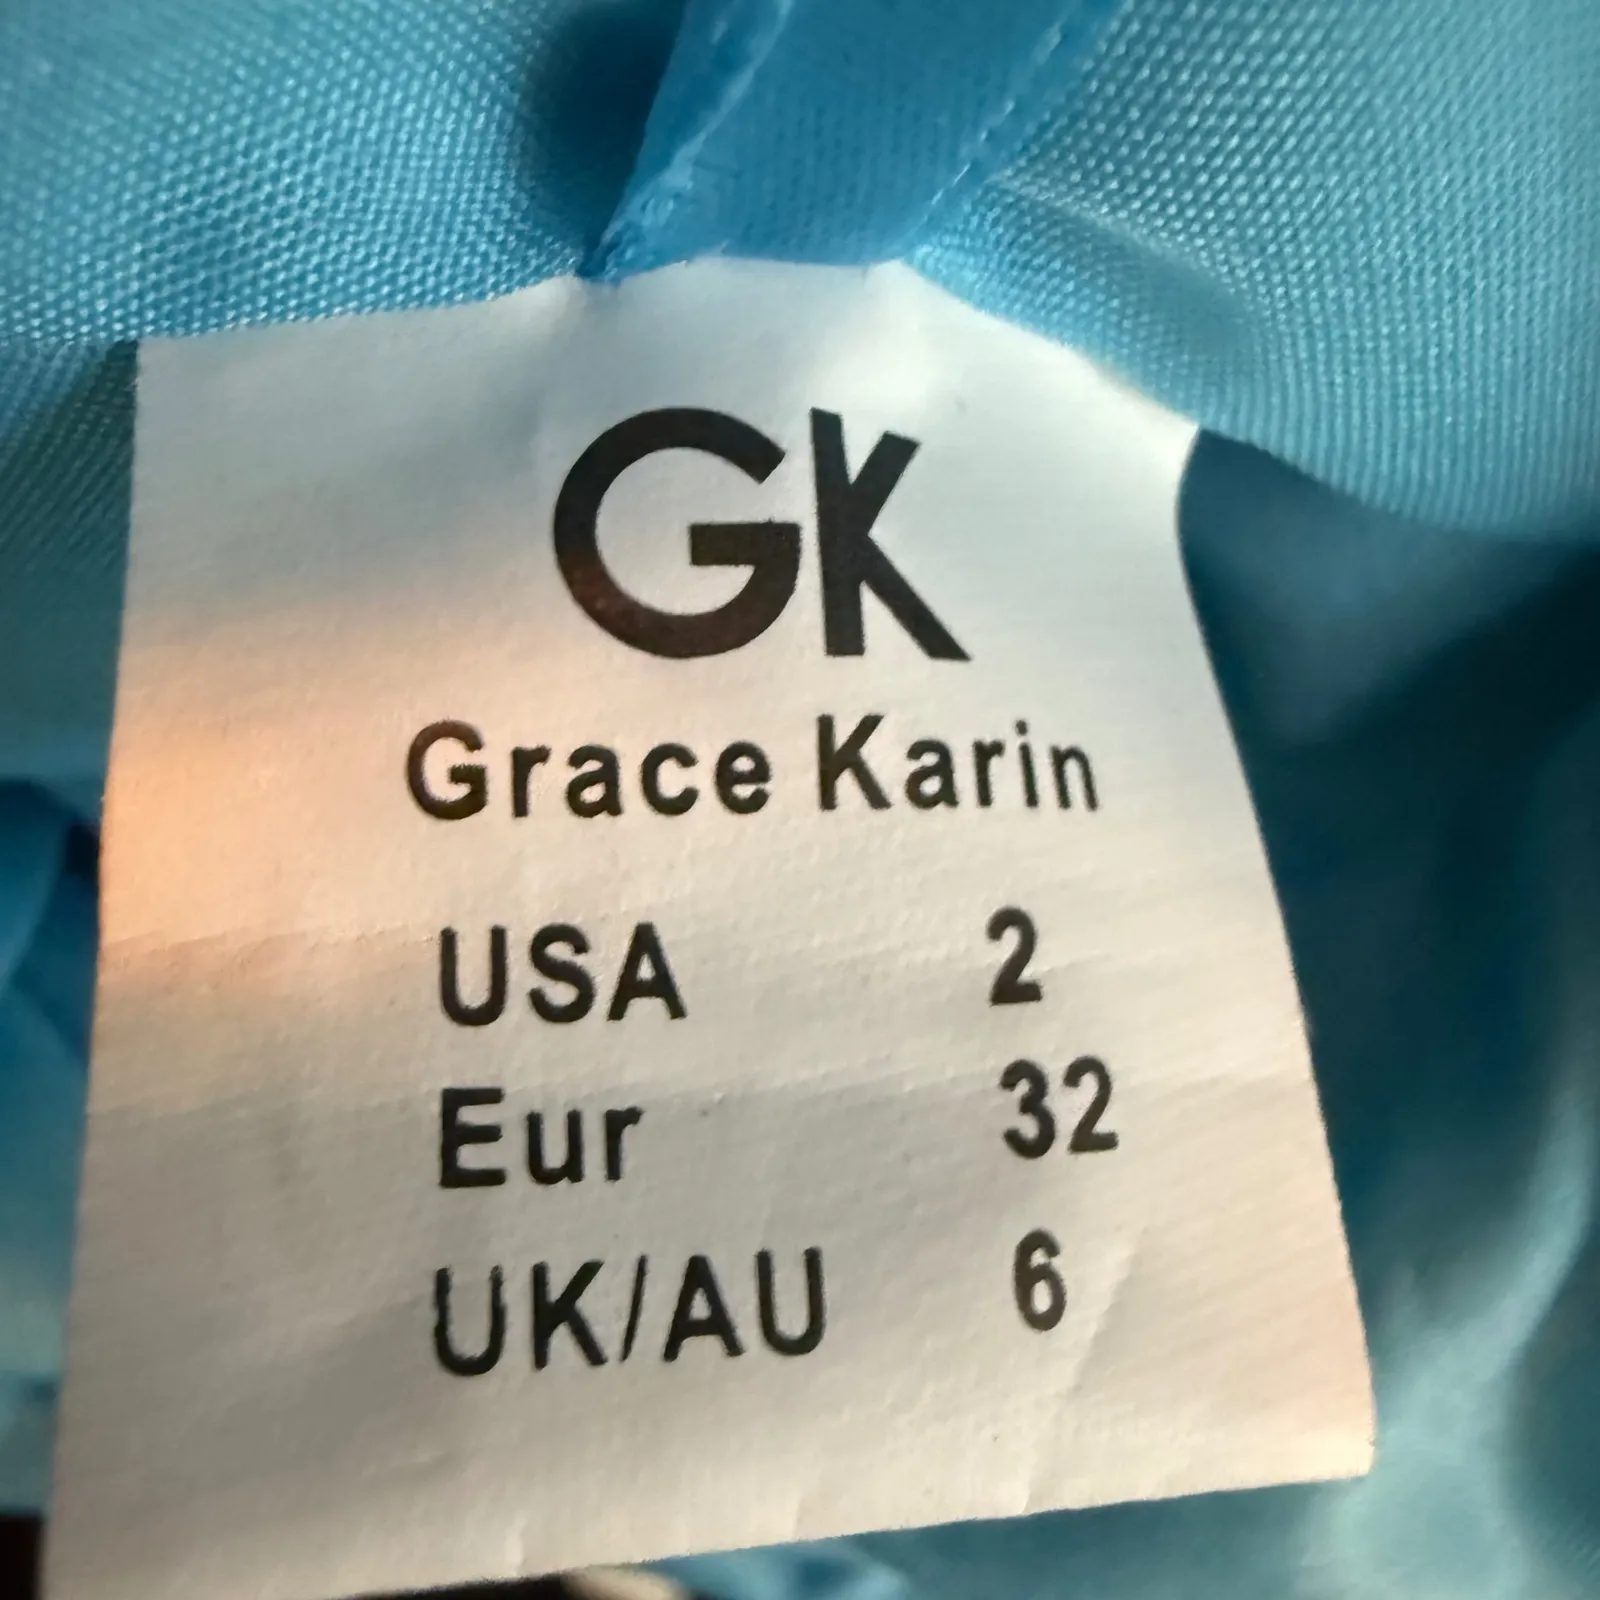 GK
Grace Karin
USA 2
Eur 32
UK/AU 6